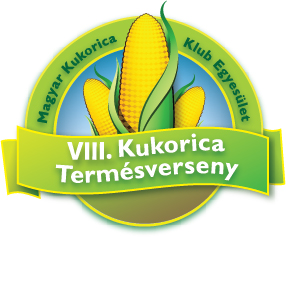 Magyar Kukorica Klub Egyesület
VIII. Kukorica
Termésverseny